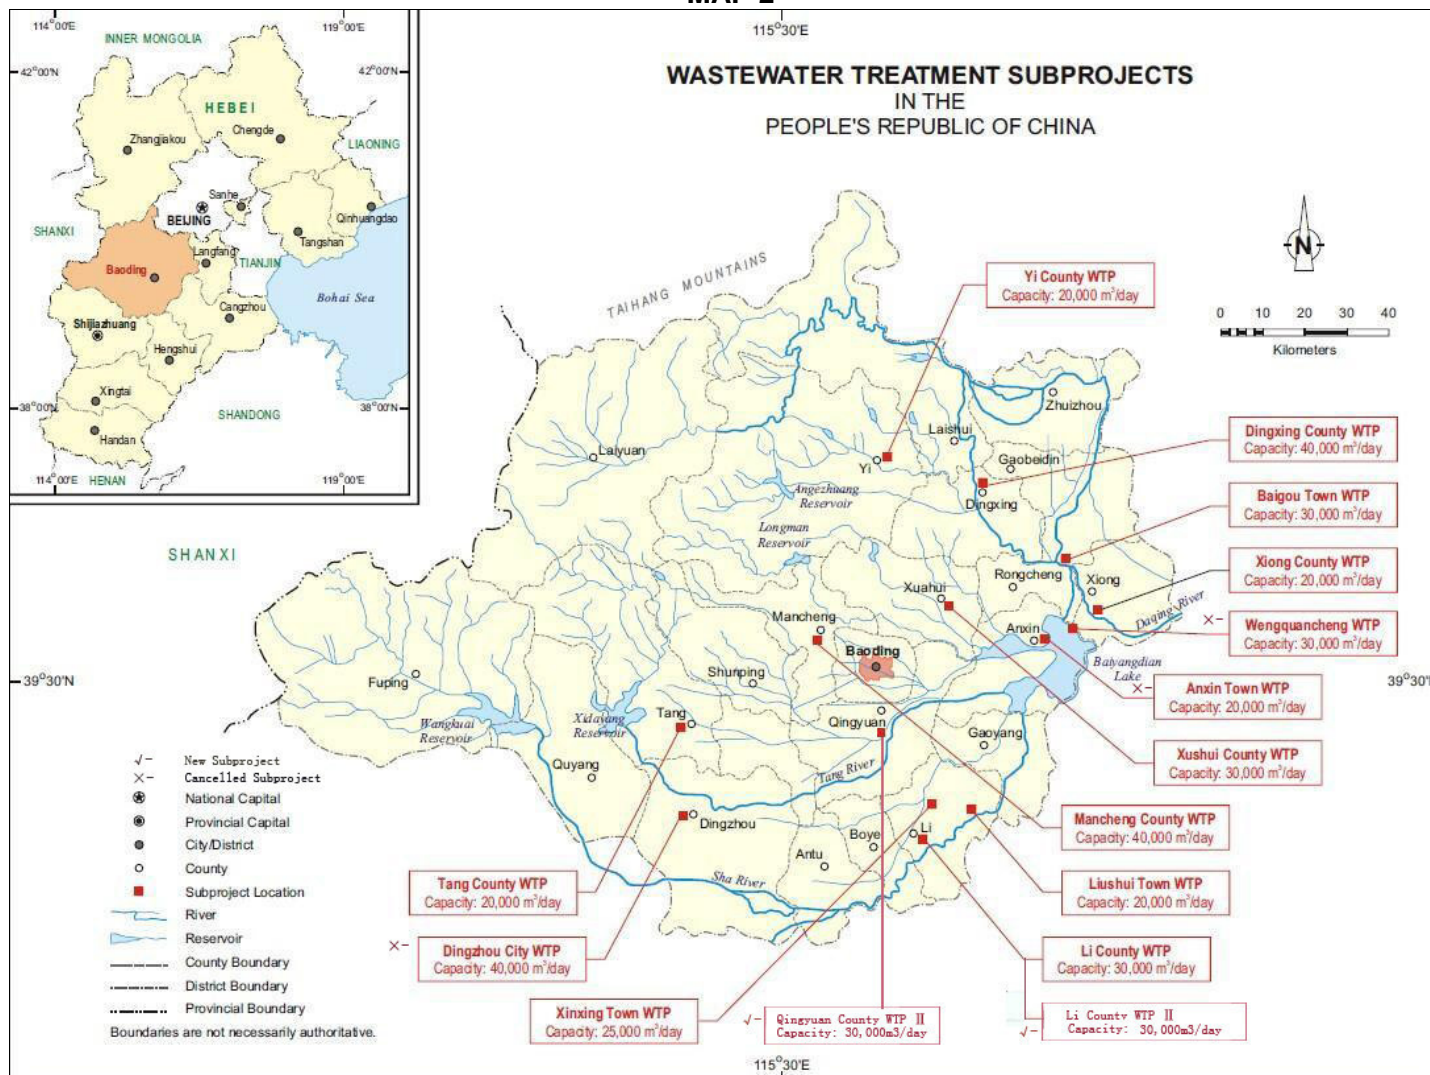 MAP 2
114°00'E
119°00'E
115°30'E
INNER MONGOLIA
42°00'N
42°00'N
HEBEI
Chengde
Zhangjiakou
LIAONING
Sanhe
BEIJING
Qinhuangdao
SHANXI
Tangshan
Langfang
TIANJIN
Baoding
Bohai Sea
Cangzhou
Shijiazhuang
Hengshui
Xingtai
38°00'N
38°00'N
SHANDONG
Handan
114°00'E
119°00'E
HENAN
WASTEWATER TREATMENT SUBPROJECTS
IN THE
PEOPLE'S REPUBLIC OF CHINA
N
0 10 20 30 40
Kilometers
TAIHANG MOUNTAINS
Yi County WTP
Capacity: 20,000 m³/day
Zhuizhou
Laishui
Dingxing County WTP
Capacity: 40,000 m³/day
Laiyuan
Yi
Gaobeidin
Angezhuang
Reservoir
Dingxing
Baigou Town WTP
Capacity: 30,000 m³/day
Longman
Reservoir
SHANXI
Xiong County WTP
Capacity: 20,000 m³/day
Rongcheng
Xiong
Xuahui
Daqing River
Mancheng
×-
Wengquancheng WTP
Capacity: 30,000 m³/day
Anxin
Baoding
Baiyangdian
Lake
Shunping
Fuping
39°30'N
39°30'N
×-
Anxin Town WTP
Capacity: 20,000 m³/day
Wangkuai
Reservoir
Xidayang
Reservoir
Tang
Qingyuan
Gaoyang
Xushui County WTP
Capacity: 30,000 m³/day
Quyang
Tang River
Mancheng County WTP
Capacity: 40,000 m³/day
Dingzhou
Boye
Li
Antu
Sha River
Liushui Town WTP
Capacity: 20,000 m³/day
Tang County WTP
Capacity: 20,000 m³/day
×-
Dingzhou City WTP
Capacity: 40,000 m³/day
Li County WTP
Capacity: 30,000 m³/day
Xinxing Town WTP
Capacity: 25,000 m³/day
√-
Qingyuan County WTP Ⅱ
Capacity: 30,000m3/day
√-
Li County WTP Ⅱ
Capacity: 30,000m3/day
√- New Subproject
×- Cancelled Subproject
National Capital
Provincial Capital
City/District
County
Subproject Location
River
Reservoir
County Boundary
District Boundary
Provincial Boundary
Boundaries are not necessarily authoritative.
115°30'E